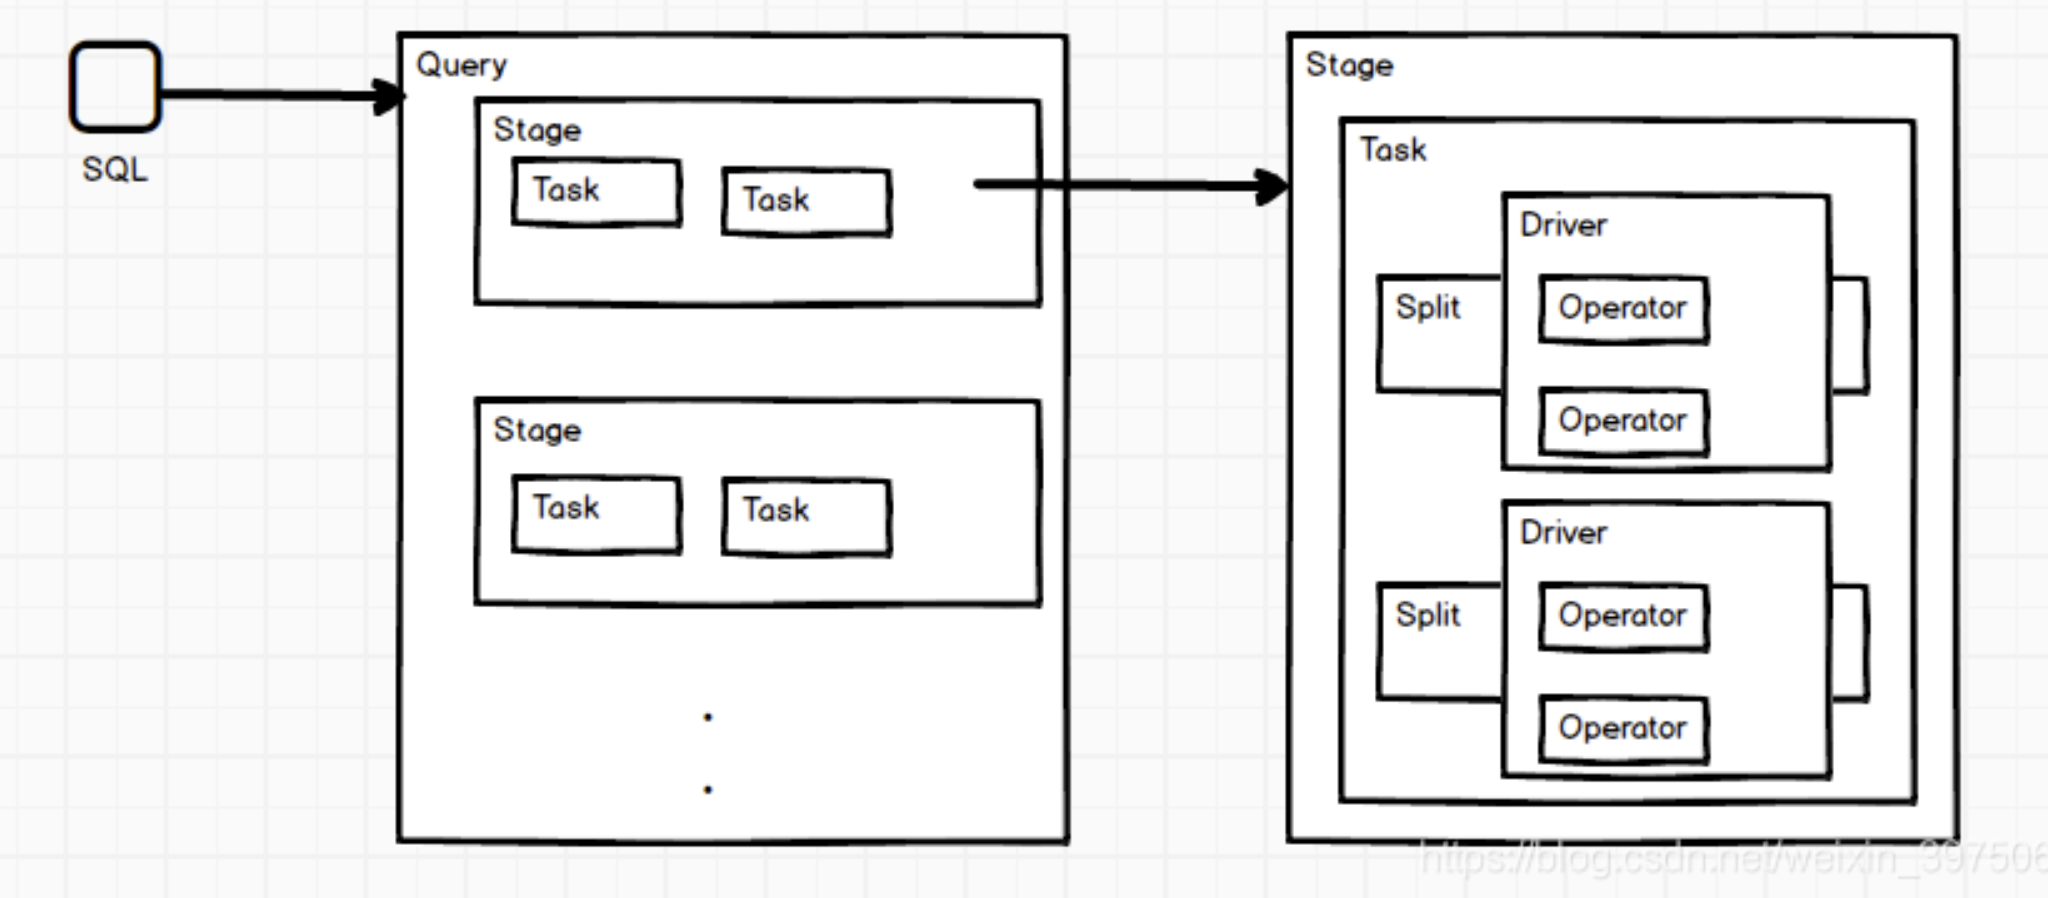 SQL
Query
Stage
Task
Task
Stage
Task
Task
.
.
Stage
Task
Driver
Split
Operator
Operator
Driver
Split
Operator
Operator
https://blog.csdn.net/weixin_397506